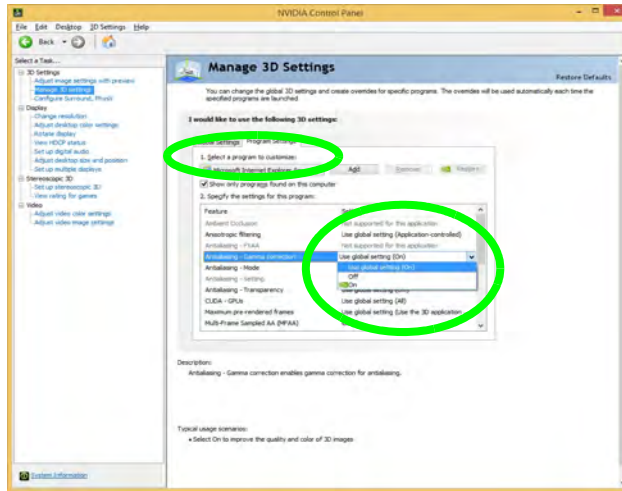 NVIDIA Control Panel
File Edit Desktop 3D Settings Help
Back
Select a Task...
3D Settings
Adjust image settings with preview
Manage 3D settings
Configure Surround, PhysX
Display
Change resolution
Adjust desktop color settings
Rotate display
View HDCP status
Set up digital audio
Adjust desktop size and position
Set up multiple displays
Stereoscopic 3D
Set up stereoscopic 3D
View rating for games
Video
Adjust video color settings
Adjust video image settings
System Information
Manage 3D Settings
Restore Defaults
You can change the global 3D settings and create overrides for specific programs. The overrides will be used automatically each time the
specified programs are launched.
I would like to use the following 3D settings:
Settings Program Settings
1. Select a program to customize:
Microsoft Internet Explorer Add Remove Restore
Show only programs found on this computer
2. Specify the settings for this program:
Feature
Ambient Occlusion Not supported for this application
Anisotropic filtering Use global setting (Application-controlled)
Antialiasing - FXAA Not supported for this application
Antialiasing - Gamma correction Use global setting (On)
Use global setting (On)
Antialiasing - Mode
Off
Antialiasing - Setting
On
Antialiasing - Transparency
CUDA - GPUs Use global setting (All)
Maximum pre-rendered frames Use global setting (Use the 3D application
Multi-Frame Sampled AA (MFAA)
Description:
Antialiasing - Gamma correction enables gamma correction for antialiasing.
Typical usage scenarios:
• Select On to improve the quality and color of 3D images